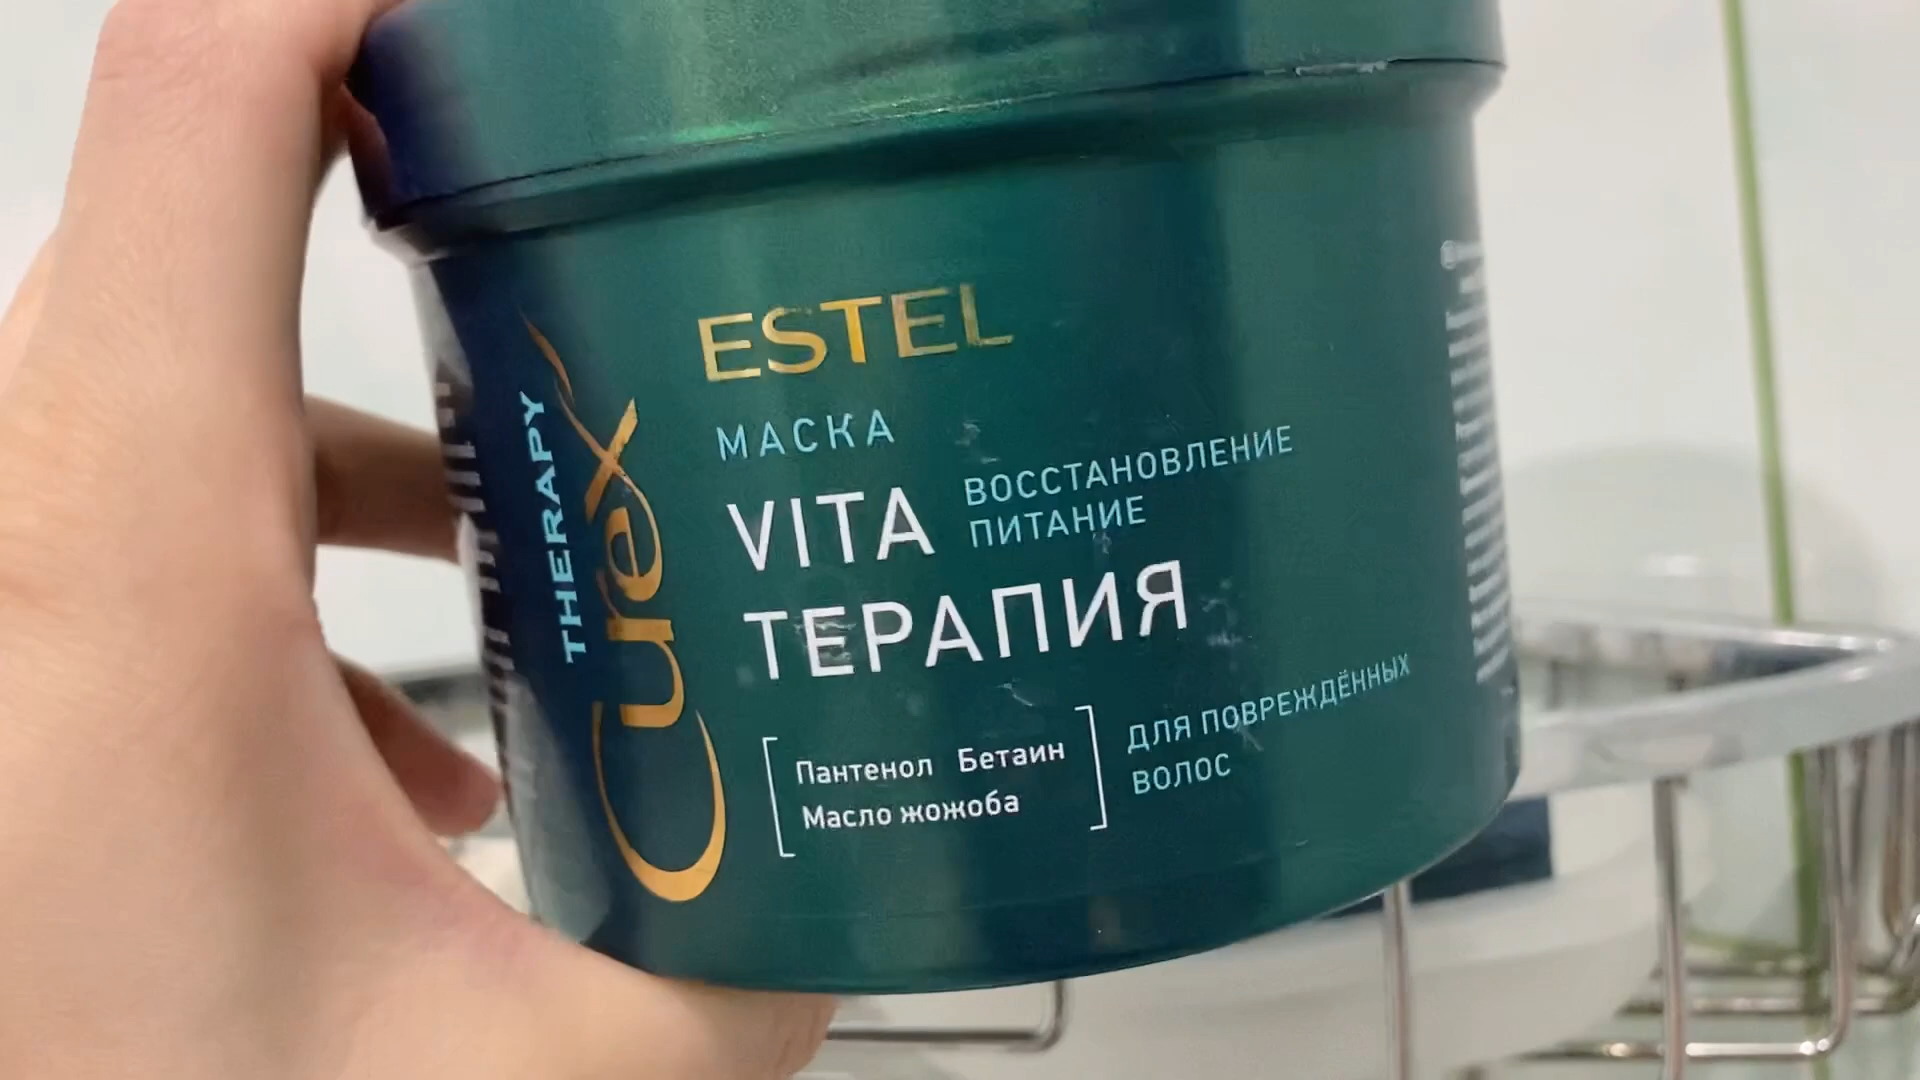 ESTEL
THERAPY
Curex
МАСКА
VITA
ВОССТАНОВЛЕНИЕ
ПИТАНИЕ
ТЕРАПИЯ
Пантенол Бетаин
Масло жожоба
ДЛЯ ПОВРЕЖДЁННЫХ
ВОЛОС